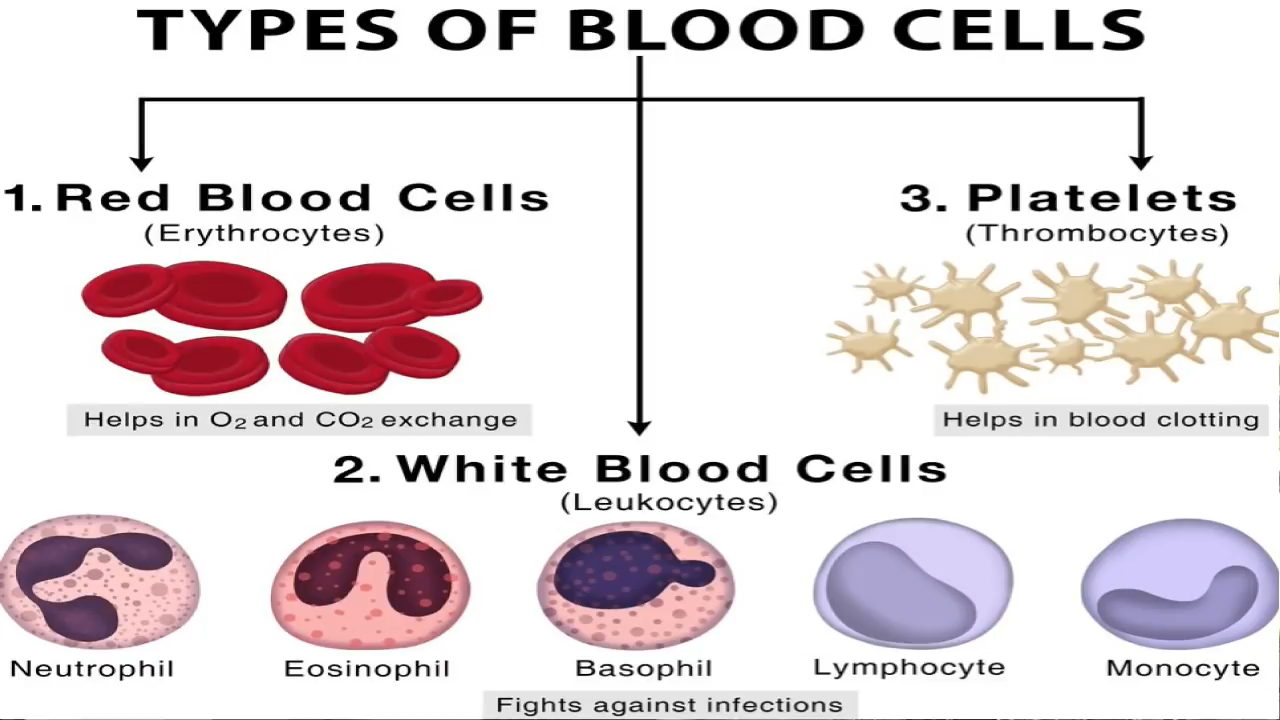 TYPES OF BLOOD CELLS
1. Red Blood Cells
(Erythrocytes)
Helps in O₂ and CO₂ exchange
3. Platelets
(Thrombocytes)
Helps in blood clotting
2. White Blood Cells
(Leukocytes)
Neutrophil
Eosinophil
Basophil
Lymphocyte
Monocyte
Fights against infections